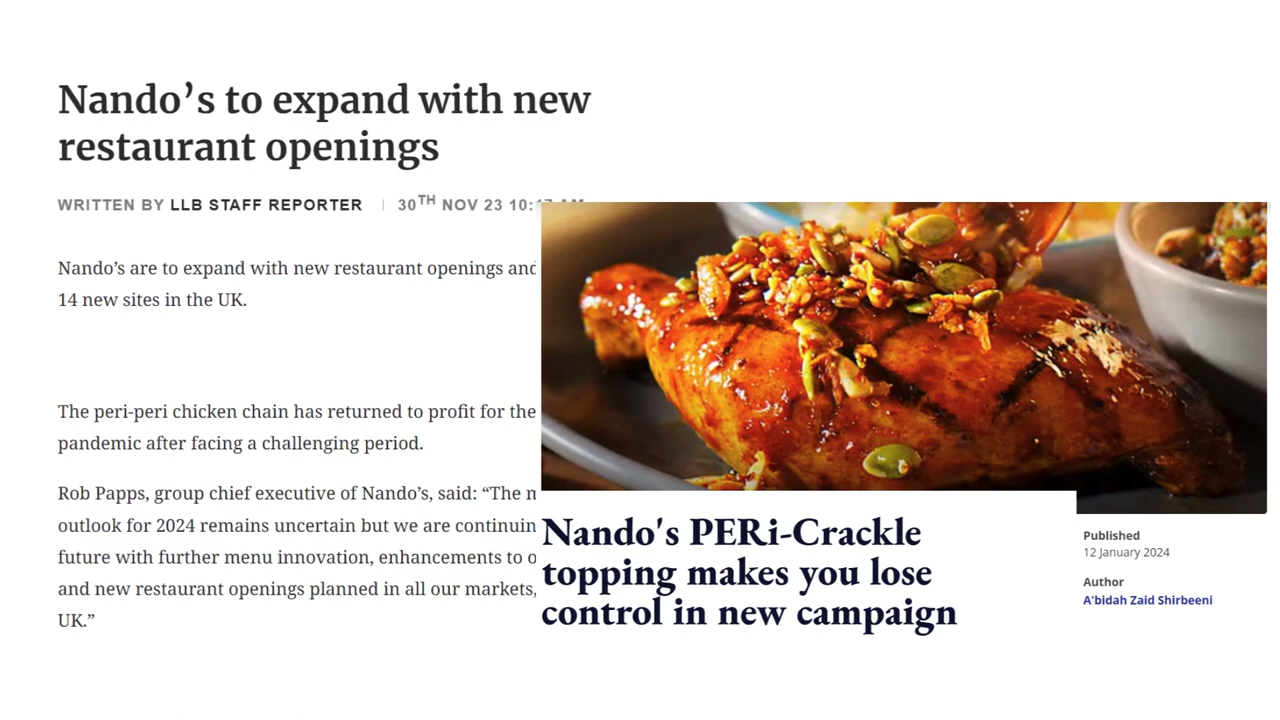 Nando’s to expand with new
restaurant openings
WRITTEN BY LLB STAFF REPORTER | 30TH NOV 23 10:17 AM
Nando’s are to expand with new restaurant openings and
14 new sites in the UK.
The peri-peri chicken chain has returned to profit for the
pandemic after facing a challenging period.
Rob Papps, group chief executive of Nando’s, said: “The
outlook for 2024 remains uncertain but we are
future with further menu innovation, enhancements to
and new restaurant openings planned in all our markets,
UK.”
Nando's PERi-Crackle
topping makes you lose
control in new campaign
Published
12 January 2024
Author
A'bidah Zaid Shirbeeni